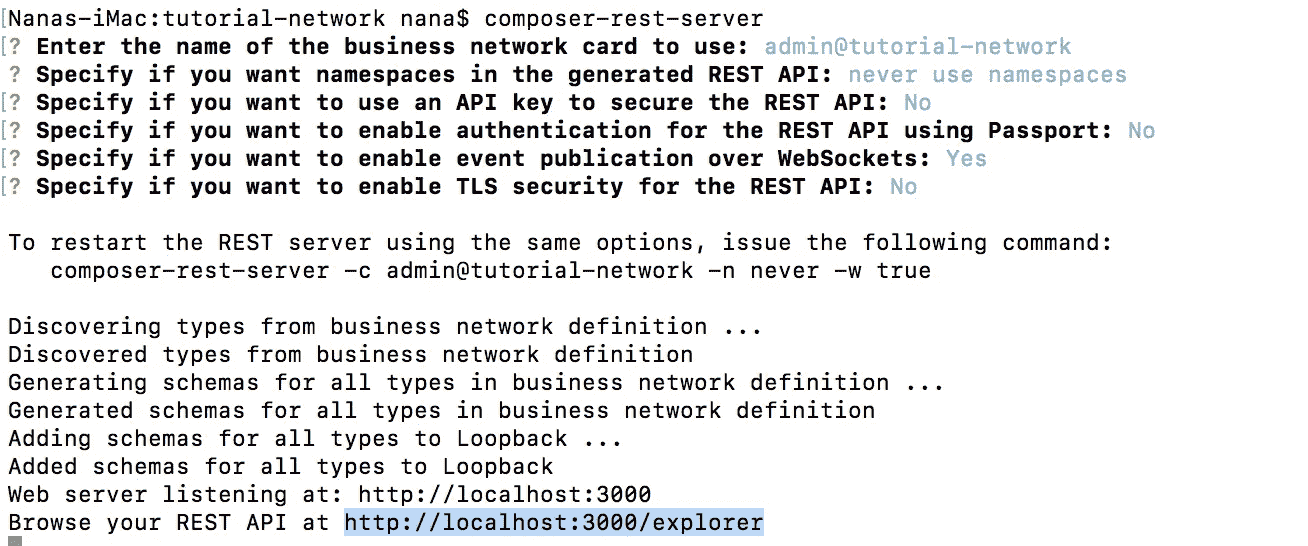 [Nanas-iMac:tutorial-network nana$ composer-rest-server
[? Enter the name of the business network card to use: admin@tutorial-network
? Specify if you want namespaces in the generated REST API: never use namespaces
[? Specify if you want to use an API key to secure the REST API: No
[? Specify if you want to enable authentication for the REST API using Passport: No
[? Specify if you want to enable event publication over WebSockets: Yes
[? Specify if you want to enable TLS security for the REST API: No
To restart the REST server using the same options, issue the following command:
composer-rest-server -c admin@tutorial-network -n never -w true
Discovering types from business network definition ...
Discovered types from business network definition
Generating schemas for all types in business network definition ...
Generated schemas for all types in business network definition
Adding schemas for all types to Loopback ...
Added schemas for all types to Loopback
Web server listening at: http://localhost:3000
Browse your REST API at http://localhost:3000/explorer